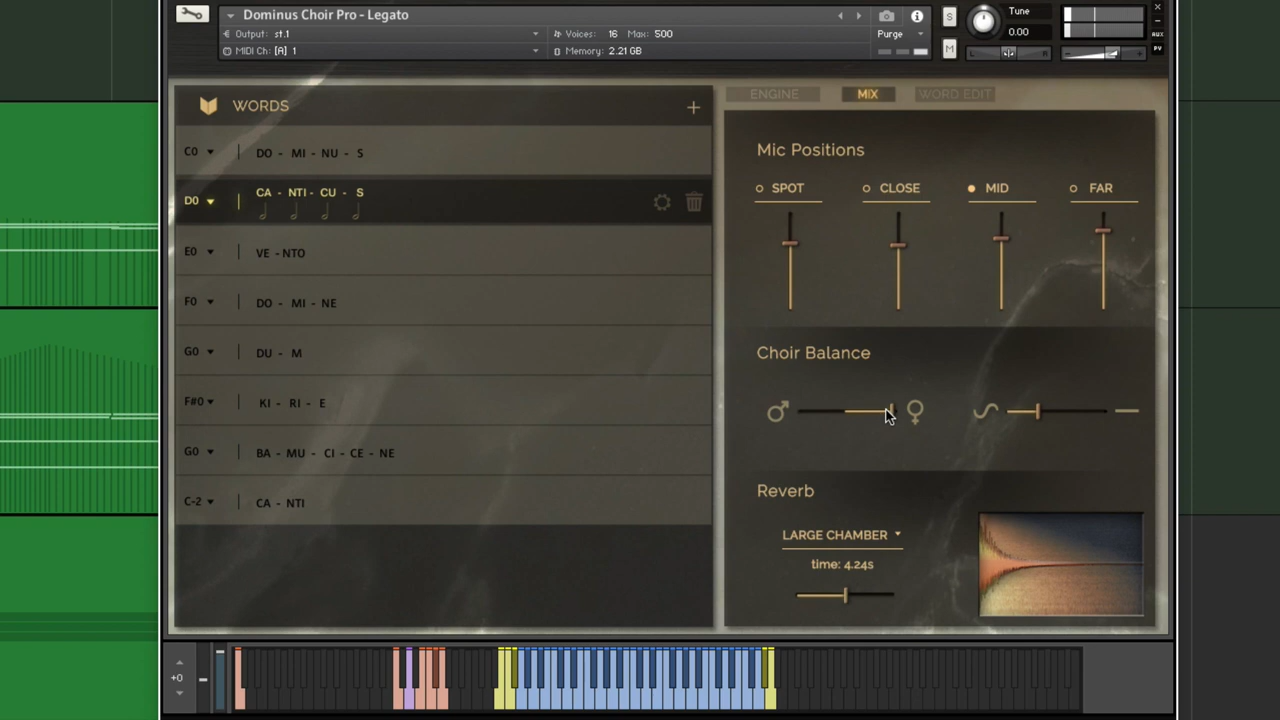 Dominus Choir Pro - Legato
Output: st.1
Voices: 16 Max: 500
Purge
MIDI Ch: [A] 1
Memory: 2.21 GB
S
M
Tune
0.00
L R
AUX
PV
WORDS
+
C0 DO - MI - NU - S
D0 CA - NTI - CU - S
E0 VE - NTO
F0 DO - MI - NE
G0 DU - M
F#0 KI - RI - E
G0 BA - MU - CI - CE - NE
C-2 CA - NTI
ENGINE MIX WORD EDIT
Mic Positions
SPOT CLOSE MID FAR
Choir Balance
Reverb
LARGE CHAMBER
time: 4.24s
+0